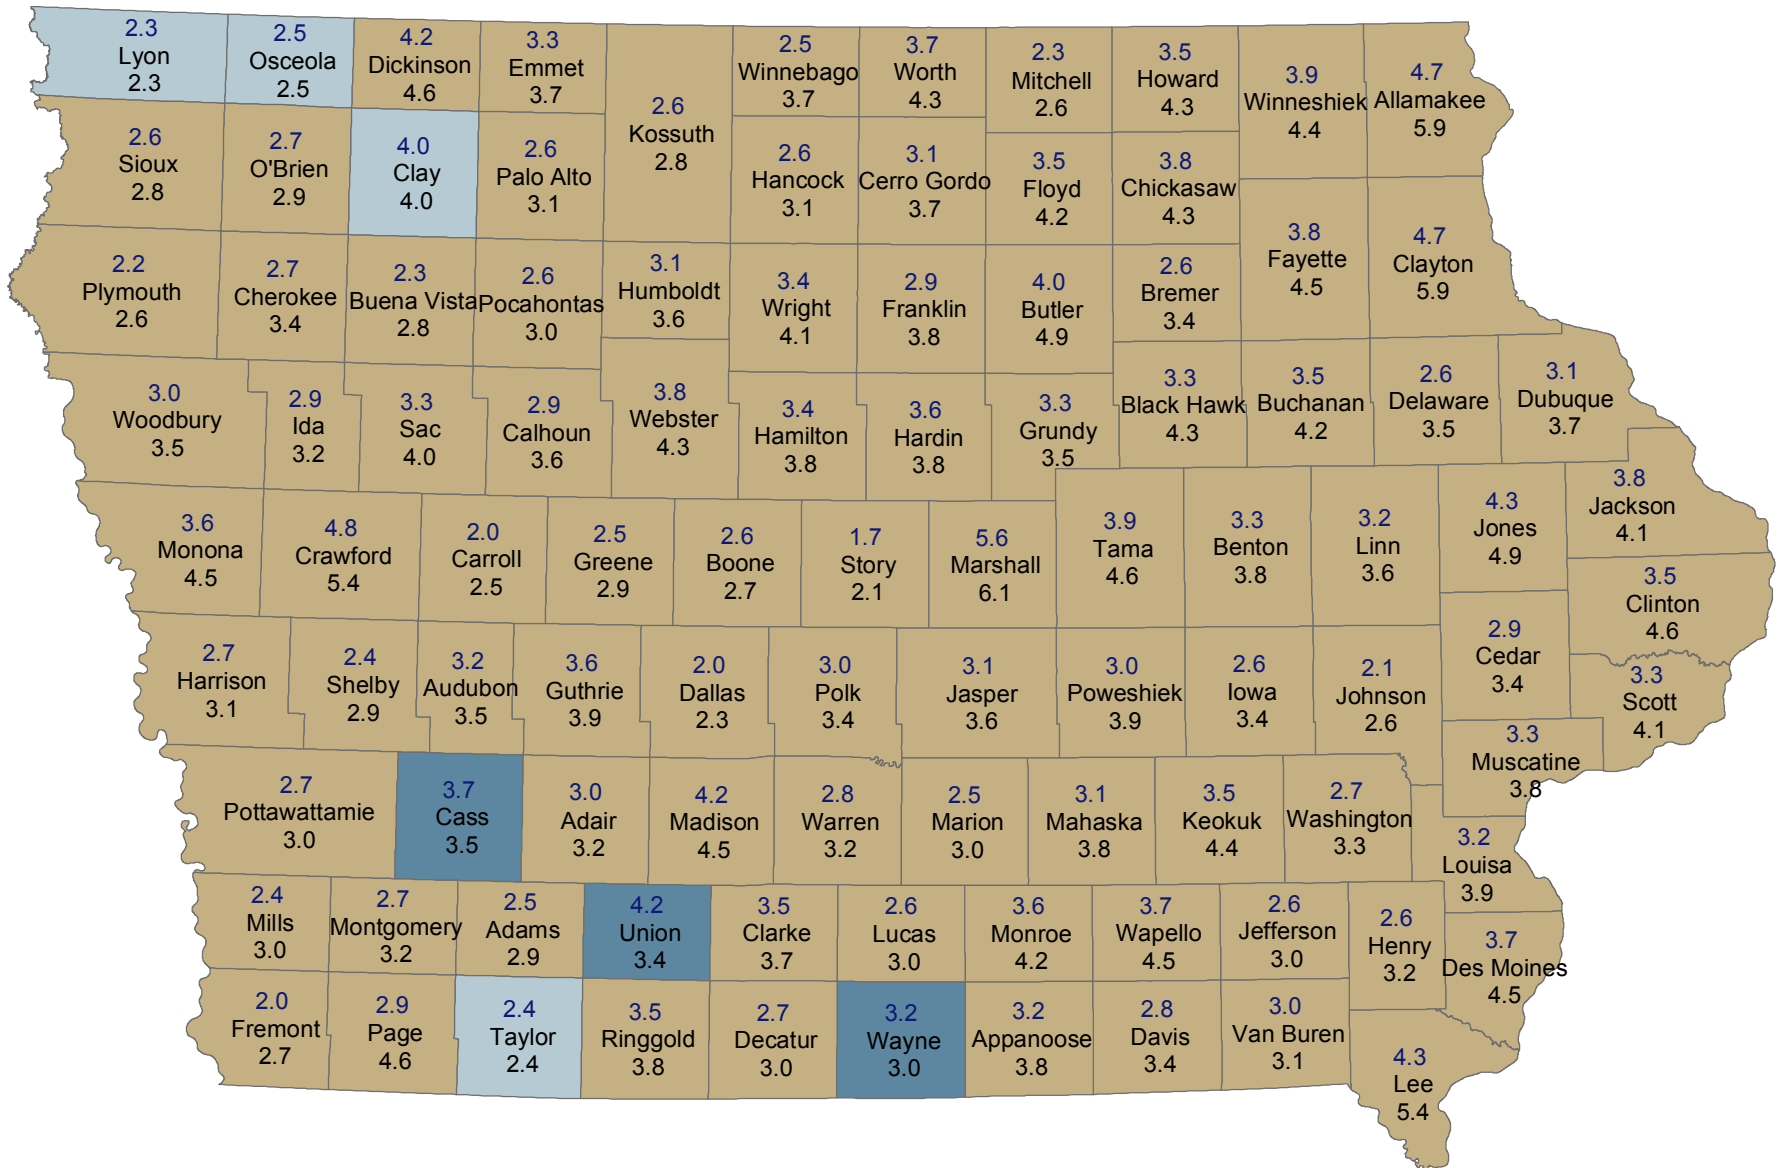 2.3
Lyon
2.3
2.5
Osceola
2.5
4.2
Dickinson
4.6
3.3
Emmet
3.7
2.6
Kossuth
2.8
2.5
Winnebago
3.7
3.7
Worth
4.3
2.3
Mitchell
2.6
3.5
Howard
4.3
3.9
Winneshiek
4.4
4.7
Allamakee
5.9
2.6
Sioux
2.8
2.7
O'Brien
2.9
4.0
Clay
4.0
2.6
Palo Alto
3.1
2.6
Hancock
3.1
3.1
Cerro Gordo
3.7
3.5
Floyd
4.2
3.8
Chickasaw
4.3
3.8
Fayette
4.5
4.7
Clayton
5.9
2.2
Plymouth
2.6
2.7
Cherokee
3.4
2.3
Buena Vista
2.8
2.6
Pocahontas
3.0
3.1
Humboldt
3.6
3.4
Wright
4.1
2.9
Franklin
3.8
4.0
Butler
4.9
2.6
Bremer
3.4
3.0
Woodbury
3.5
2.9
Ida
3.2
3.3
Sac
4.0
2.9
Calhoun
3.6
3.8
Webster
4.3
3.4
Hamilton
3.8
3.6
Hardin
3.8
3.3
Grundy
3.5
3.3
Black Hawk
4.3
3.5
Buchanan
4.2
2.6
Delaware
3.5
3.1
Dubuque
3.7
3.6
Monona
4.5
4.8
Crawford
5.4
2.0
Carroll
2.5
2.5
Greene
2.9
2.6
Boone
2.7
1.7
Story
2.1
5.6
Marshall
6.1
3.9
Tama
4.6
3.3
Benton
3.8
3.2
Linn
3.6
4.3
Jones
4.9
3.8
Jackson
4.1
3.5
Clinton
4.6
2.7
Harrison
3.1
2.4
Shelby
2.9
3.2
Audubon
3.5
3.6
Guthrie
3.9
2.0
Dallas
2.3
3.0
Polk
3.4
3.1
Jasper
3.6
3.0
Poweshiek
3.9
2.6
Iowa
3.4
2.1
Johnson
2.6
2.9
Cedar
3.4
3.3
Scott
4.1
3.3
Muscatine
3.8
2.7
Pottawattamie
3.0
3.7
Cass
3.5
3.0
Adair
3.2
4.2
Madison
4.5
2.8
Warren
3.2
2.5
Marion
3.0
3.1
Mahaska
3.8
3.5
Keokuk
4.4
2.7
Washington
3.3
3.2
Louisa
3.9
2.4
Mills
3.0
2.7
Montgomery
3.2
2.5
Adams
2.9
4.2
Union
3.4
3.5
Clarke
3.7
2.6
Lucas
3.0
3.6
Monroe
4.2
3.7
Wapello
4.5
2.6
Jefferson
3.0
2.6
Henry
3.2
3.7
Des Moines
4.5
2.0
Fremont
2.7
2.9
Page
4.6
2.4
Taylor
2.4
3.5
Ringgold
3.8
2.7
Decatur
3.0
3.2
Wayne
3.0
3.2
Appanoose
3.8
2.8
Davis
3.4
3.0
Van Buren
3.1
4.3
Lee
5.4